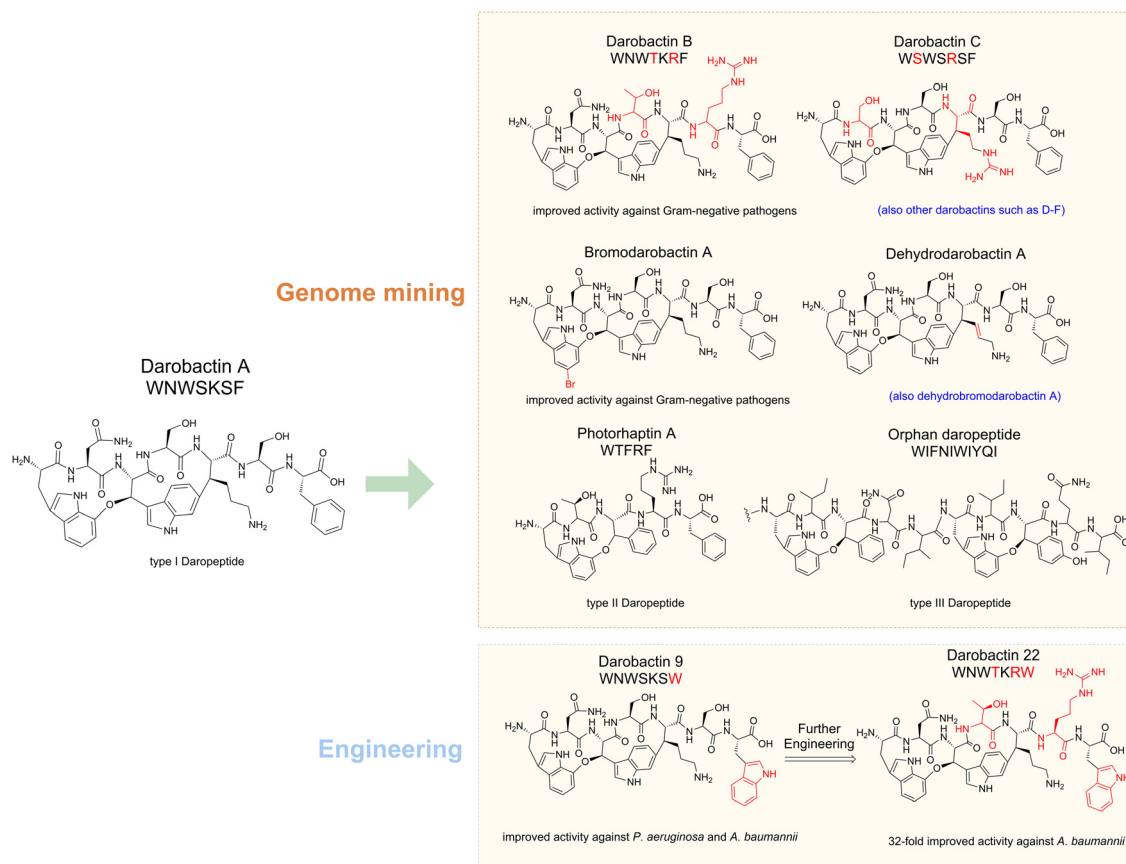 Darobactin A
WNWSKSF
type I Daropeptide
Genome mining
Darobactin B
WNWTKRF
improved activity against Gram-negative pathogens
Darobactin C
WSWSRSF
(also other darobactins such as D-F)
Bromodarobactin A
Br
improved activity against Gram-negative pathogens
Dehydrodarobactin A
(also dehydrobromodarobactin A)
Photorhaptin A
WTFRF
type II Daropeptide
Orphan daropeptide
WIFNIWIYQI
type III Daropeptide
Engineering
Darobactin 9
WNWSKSW
improved activity against P. aeruginosa and A. baumannii
Further
Engineering
Darobactin 22
WNWTKRW
32-fold improved activity against A. baumannii